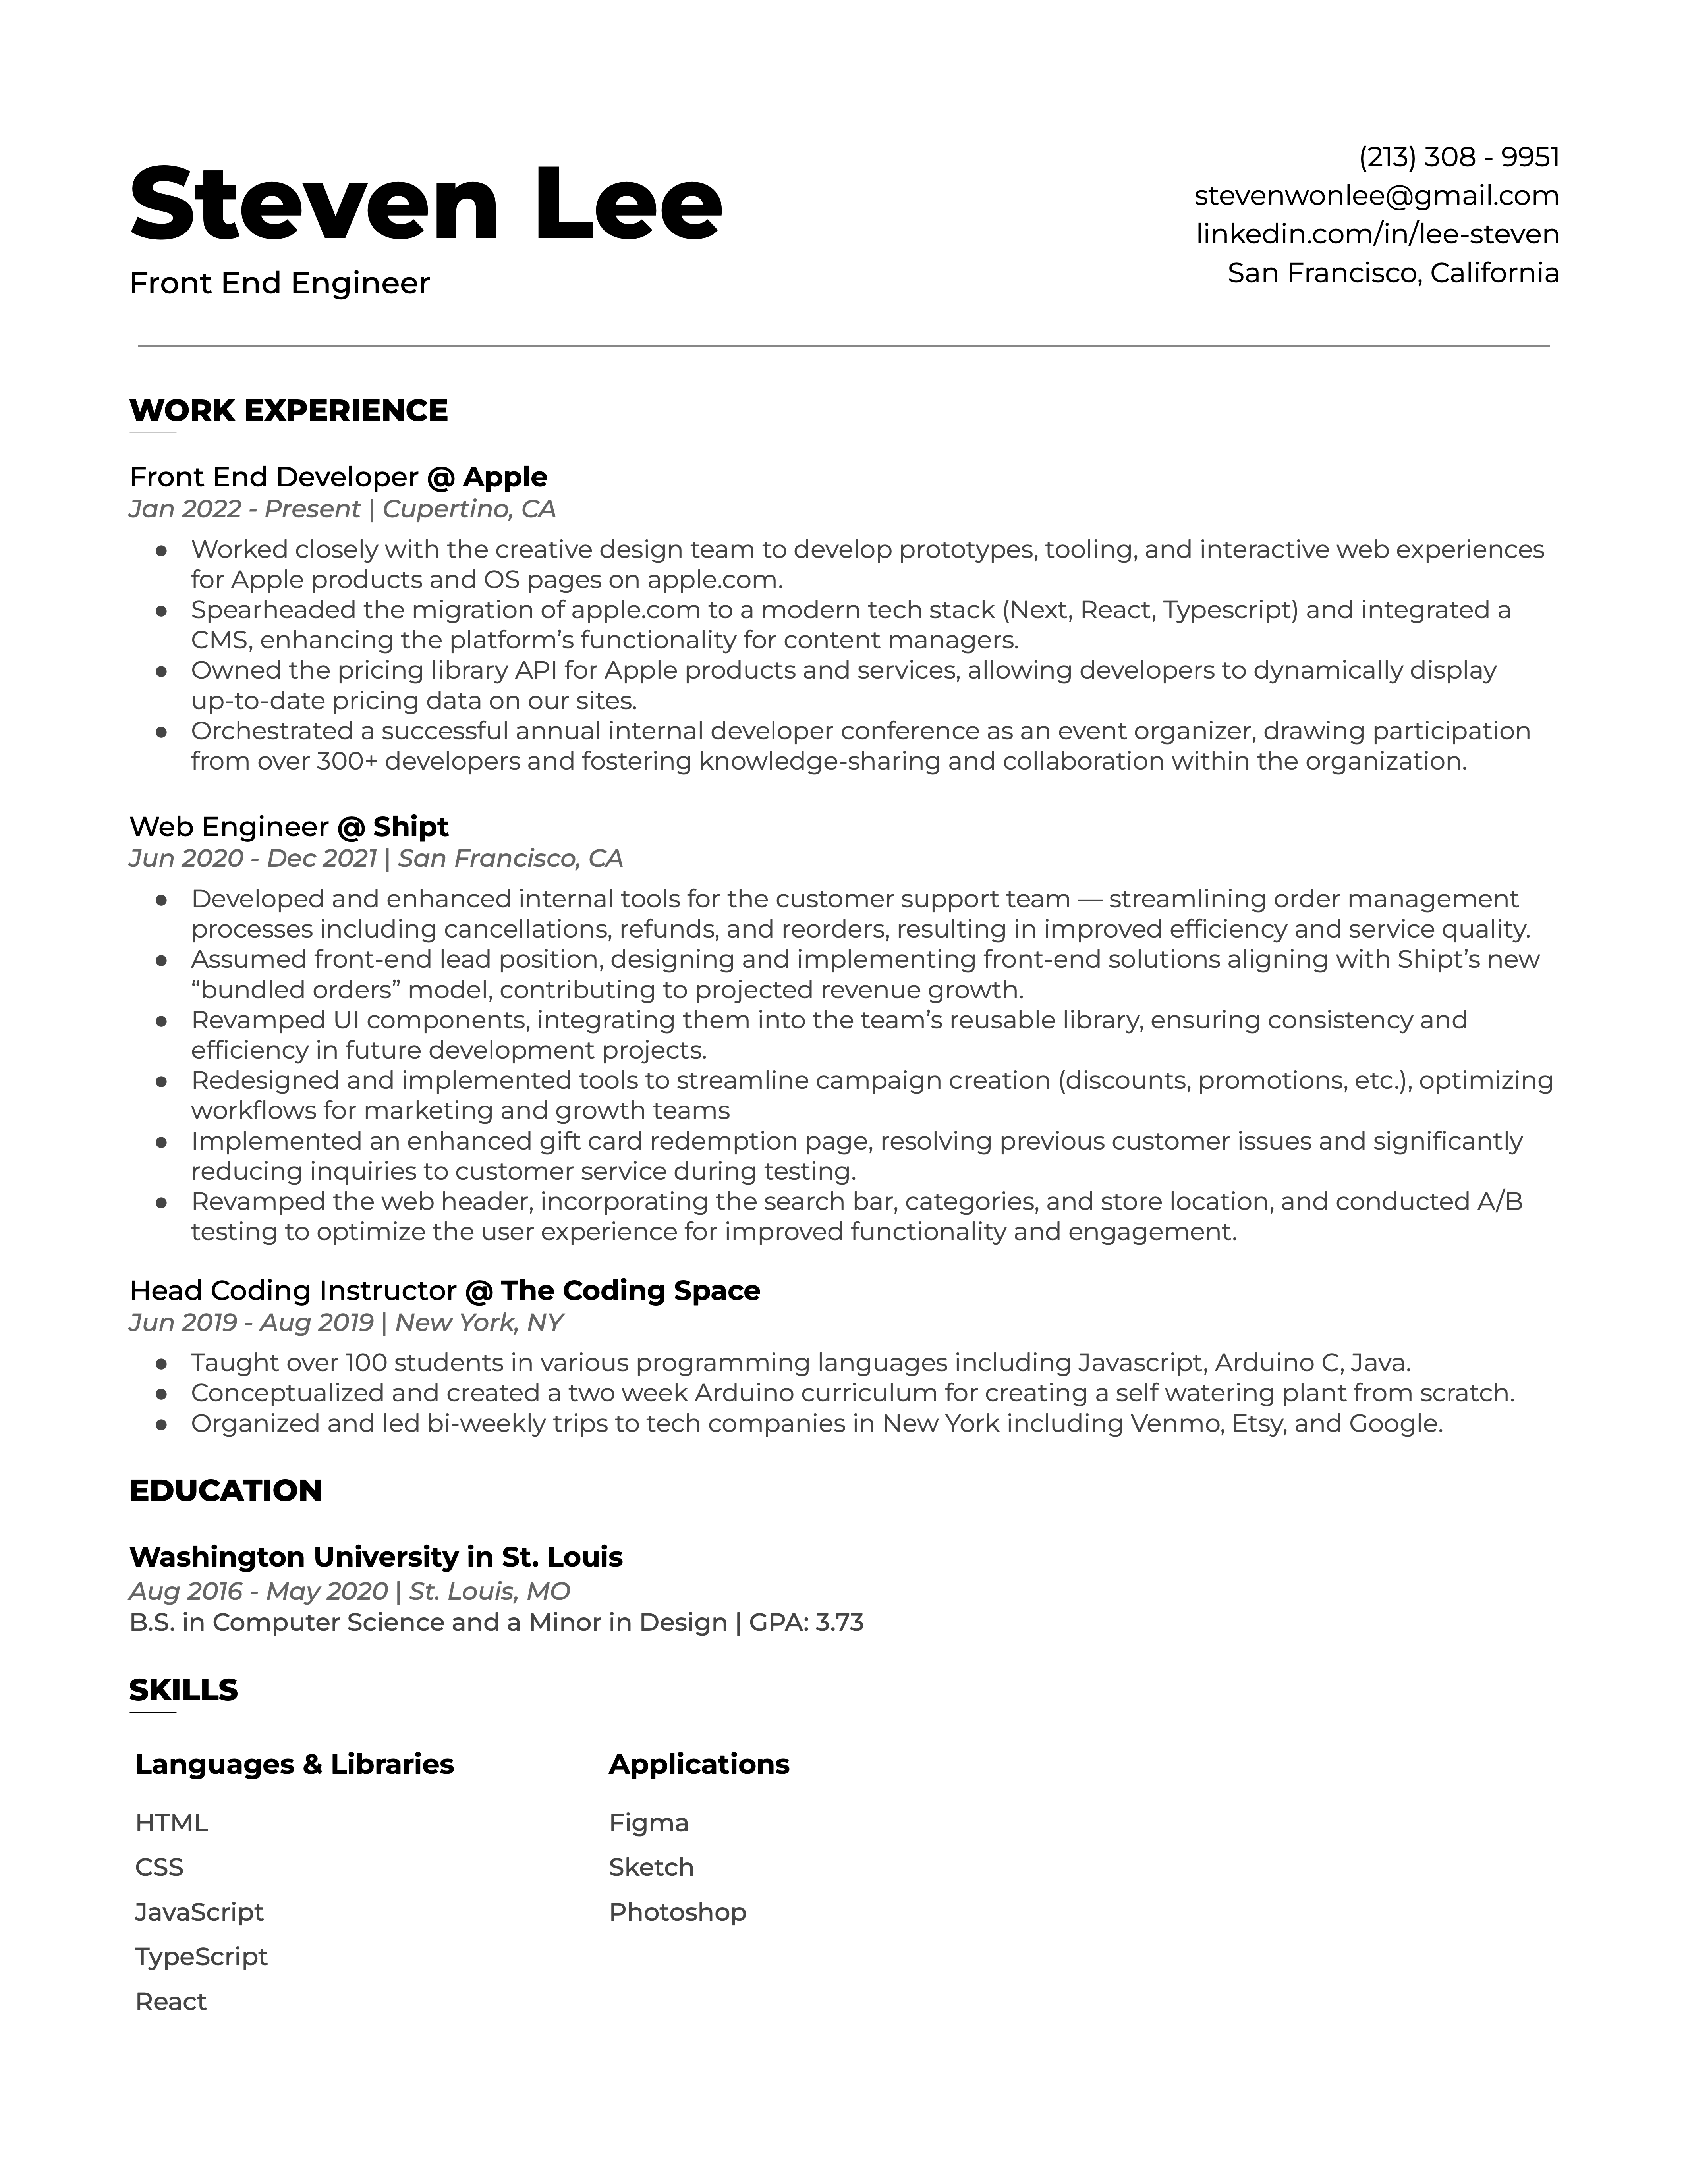 Steven Lee
Front End Engineer
(213) 308 - 9951
stevenwonlee@gmail.com
linkedin.com/in/lee-steven
San Francisco, California
WORK EXPERIENCE
Front End Developer @ Apple
Jan 2022 - Present | Cupertino, CA
● Worked closely with the creative design team to develop prototypes, tooling, and interactive web experiences
for Apple products and OS pages on apple.com.
● Spearheaded the migration of apple.com to a modern tech stack (Next, React, Typescript) and integrated a
CMS, enhancing the platform’s functionality for content managers.
● Owned the pricing library API for Apple products and services, allowing developers to dynamically display
up-to-date pricing data on our sites.
● Orchestrated a successful annual internal developer conference as an event organizer, drawing participation
from over 300+ developers and fostering knowledge-sharing and collaboration within the organization.
Web Engineer @ Shipt
Jun 2020 - Dec 2021 | San Francisco, CA
● Developed and enhanced internal tools for the customer support team — streamlining order management
processes including cancellations, refunds, and reorders, resulting in improved efficiency and service quality.
● Assumed front-end lead position, designing and implementing front-end solutions aligning with Shipt’s new
“bundled orders” model, contributing to projected revenue growth.
● Revamped UI components, integrating them into the team’s reusable library, ensuring consistency and
efficiency in future development projects.
● Redesigned and implemented tools to streamline campaign creation (discounts, promotions, etc.), optimizing
workflows for marketing and growth teams
● Implemented an enhanced gift card redemption page, resolving previous customer issues and significantly
reducing inquiries to customer service during testing.
● Revamped the web header, incorporating the search bar, categories, and store location, and conducted A/B
testing to optimize the user experience for improved functionality and engagement.
Head Coding Instructor @ The Coding Space
Jun 2019 - Aug 2019 | New York, NY
● Taught over 100 students in various programming languages including Javascript, Arduino C, Java.
● Conceptualized and created a two week Arduino curriculum for creating a self watering plant from scratch.
● Organized and led bi-weekly trips to tech companies in New York including Venmo, Etsy, and Google.
EDUCATION
Washington University in St. Louis
Aug 2016 - May 2020 | St. Louis, MO
B.S. in Computer Science and a Minor in Design | GPA: 3.73
SKILLS
Languages & Libraries
HTML
CSS
JavaScript
TypeScript
React
Applications
Figma
Sketch
Photoshop